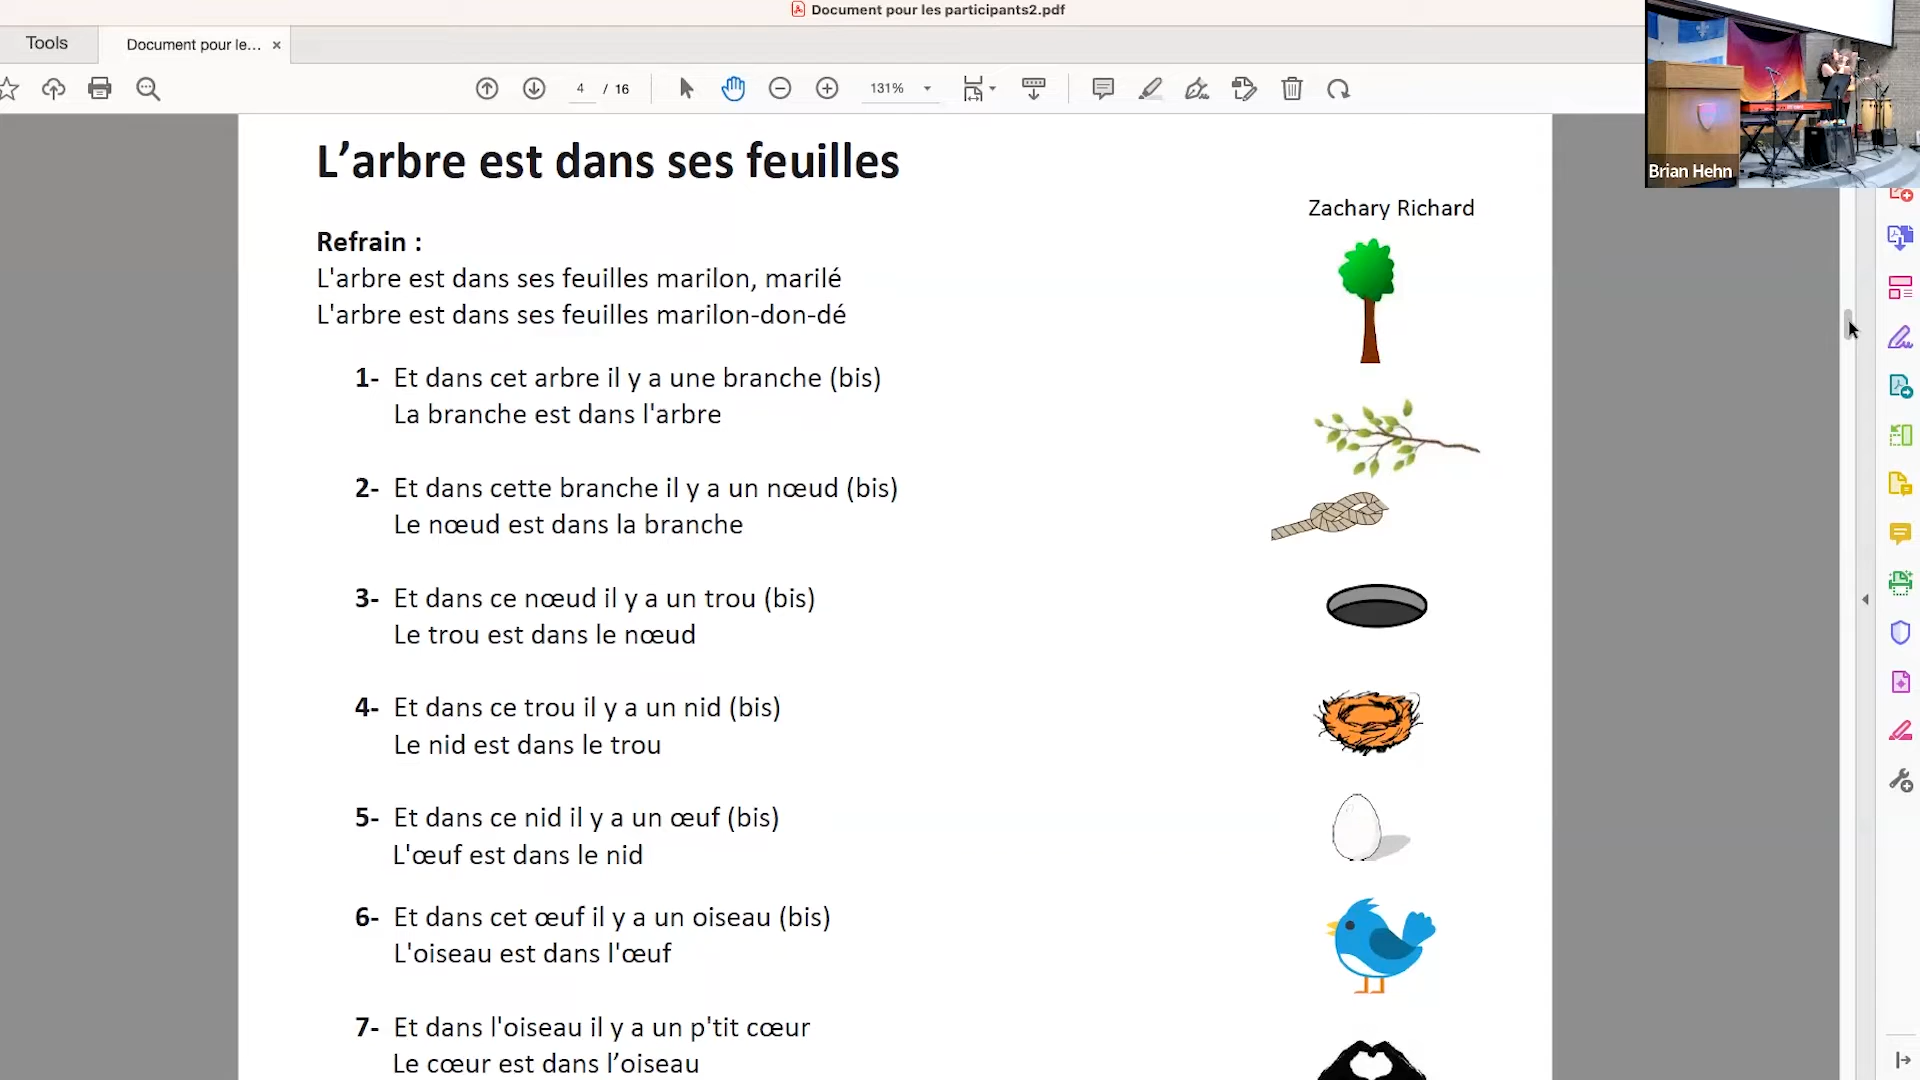 Document pour les participants2.pdf
Tools
Document pour le... ×
4 / 16
131%
Brian Hehn
L’arbre est dans ses feuilles
Zachary Richard
Refrain :
L'arbre est dans ses feuilles marilon, marilé
L'arbre est dans ses feuilles marilon-don-dé
1- Et dans cet arbre il y a une branche (bis)
La branche est dans l'arbre
2- Et dans cette branche il y a un nœud (bis)
Le nœud est dans la branche
3- Et dans ce nœud il y a un trou (bis)
Le trou est dans le nœud
4- Et dans ce trou il y a un nid (bis)
Le nid est dans le trou
5- Et dans ce nid il y a un œuf (bis)
L'œuf est dans le nid
6- Et dans cet œuf il y a un oiseau (bis)
L'oiseau est dans l'œuf
7- Et dans l'oiseau il y a un p'tit cœur
Le cœur est dans l’oiseau